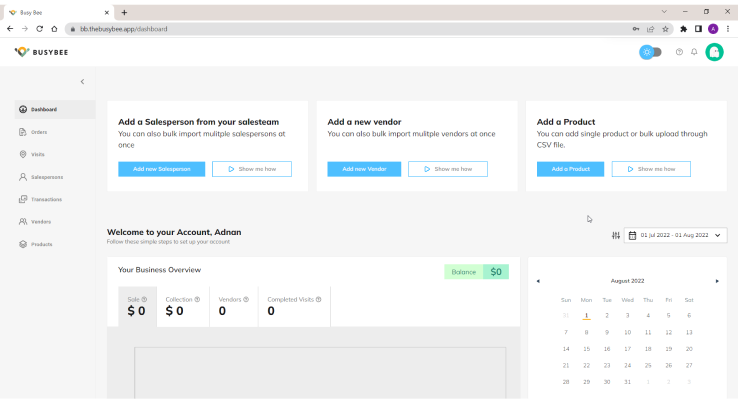 Busy Bee
bb.thebusybee.app/dashboard
A
BUSYBEE
Dashboard
Orders
Visits
Salespersons
Transactions
Vendors
Products
Add a Salesperson from your salesteam
You can also bulk import mulitple salespersons at
once
Add new Salesperson
Show me how
Add a new vendor
You can also bulk import mulitple vendors at once
Add new Vendor
Show me how
Add a Product
You can add single product or bulk upload through
CSV file.
Add a Product
Show me how
Welcome to your Account, Adnan
Follow these simple steps to set up your account
01 Jul 2022 - 01 Aug 2022
Your Business Overview
Balance $0
Sale Collection Vendors Completed Visits
$ 0 $ 0 0 0
August 2022
Sun Mon Tue Wed Thu Fri Sat
31 1 2 3 4 5 6
7 8 9 10 11 12 13
14 15 16 17 18 19 20
21 22 23 24 25 26 27
28 29 30 31 1 2 3